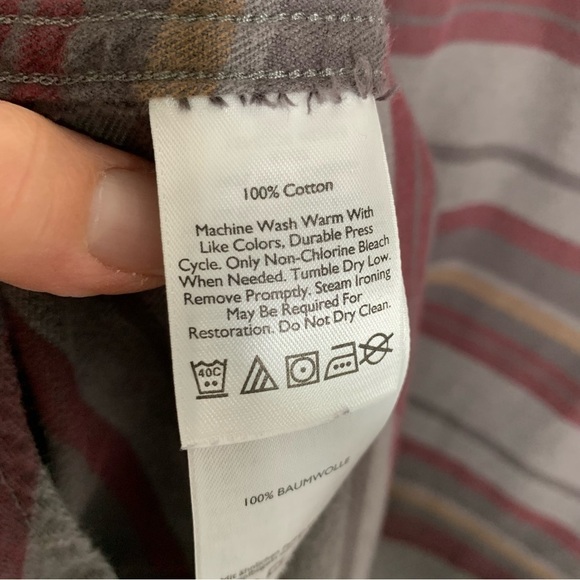 100% Cotton
Machine Wash Warm With
Like Colors, Durable Press
Cycle. Only Non-Chlorine Bleach
When Needed. Tumble Dry Low.
Remove Promptly. Steam Ironing
May Be Required For
Restoration. Do Not Dry Clean.
40C
100% BAUMWOLLE